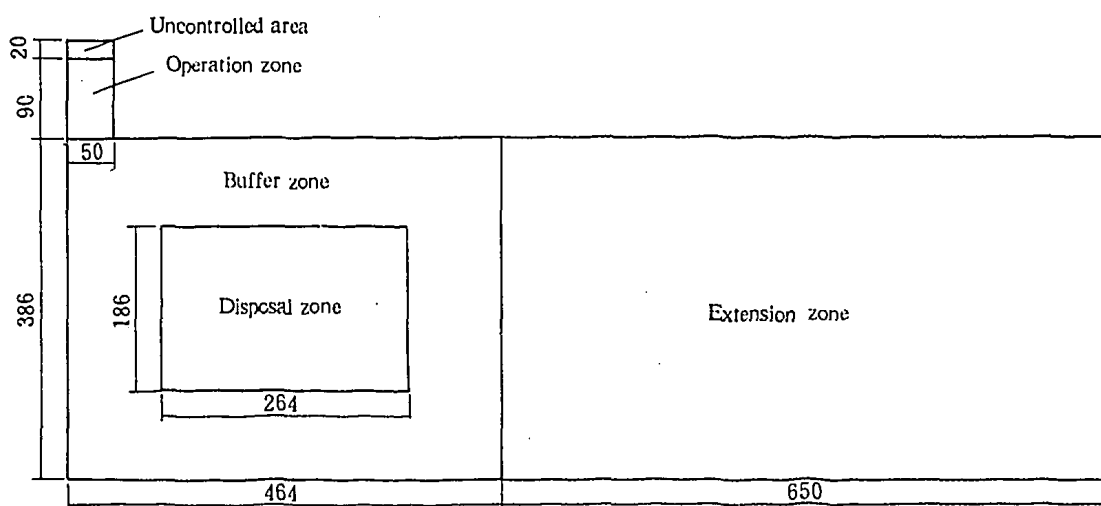 Uncontrolled area
20
Operation zone
90
50
Buffer zone
386
186
Disposal zone
Extension zone
264
464
650